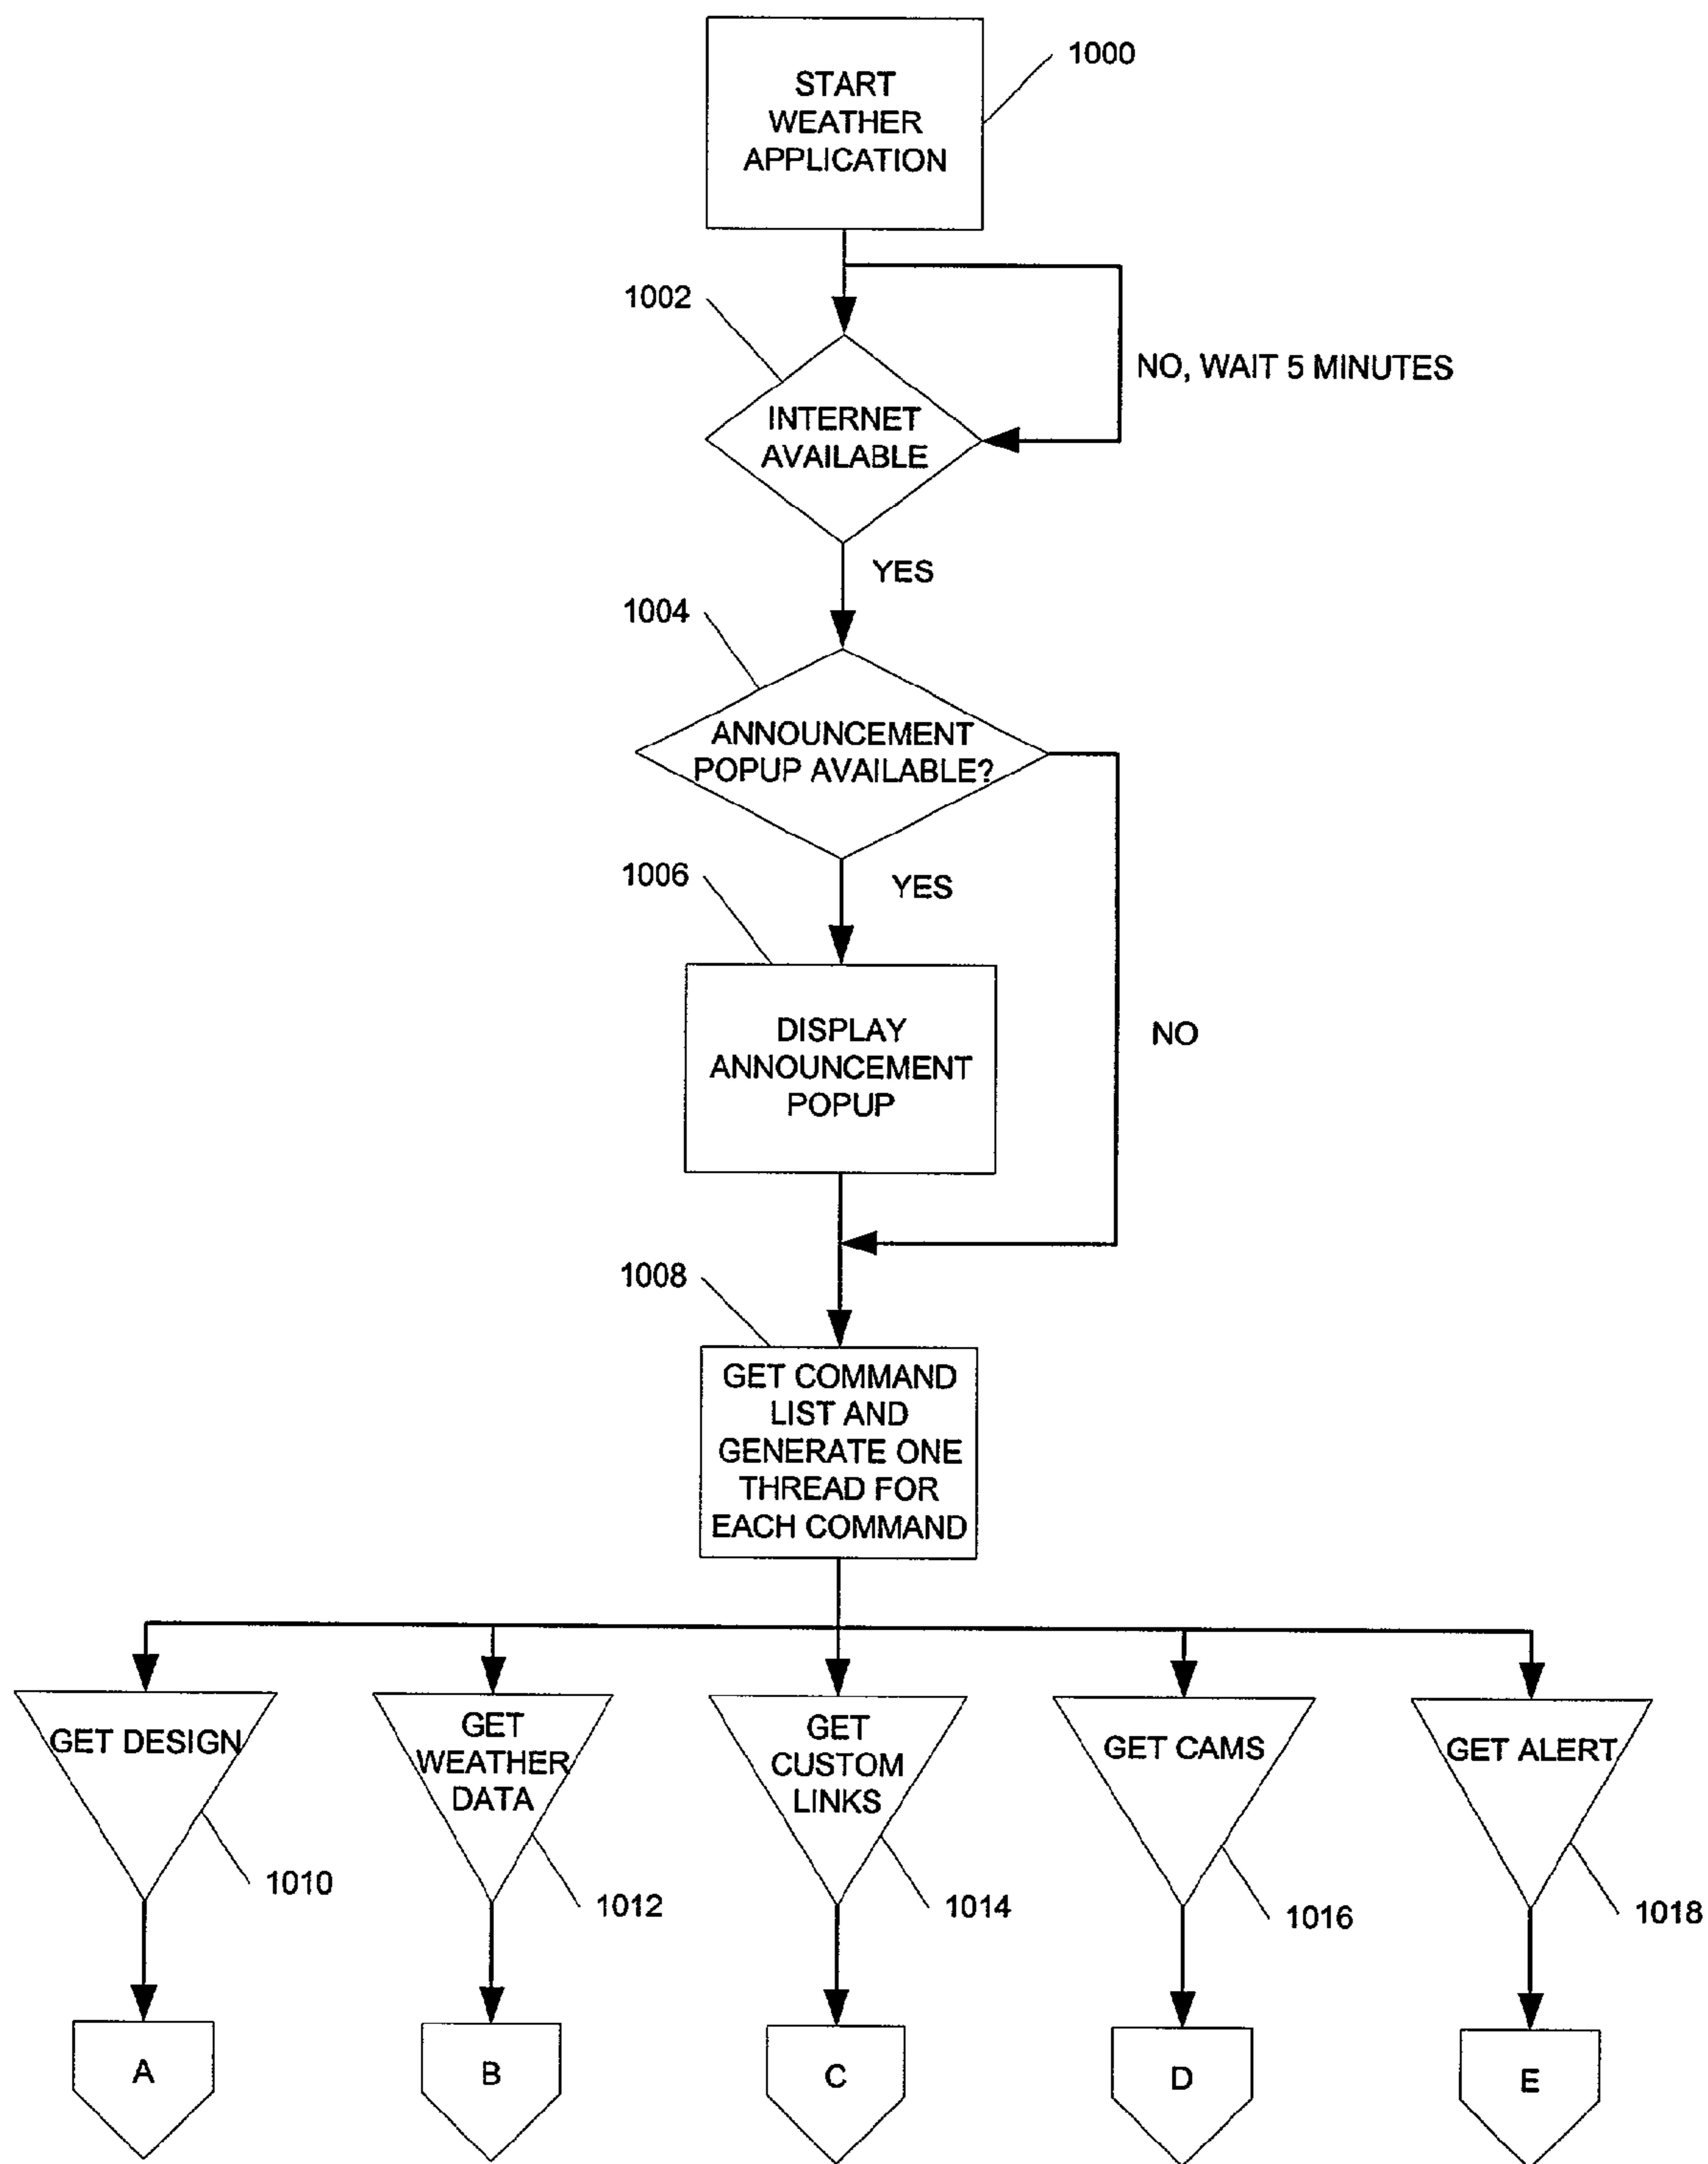 START
WEATHER
APPLICATION
1000
1002
NO, WAIT 5 MINUTES
INTERNET
AVAILABLE
YES
1004
ANNOUNCEMENT
POPUP AVAILABLE?
1006
YES
DISPLAY
ANNOUNCEMENT
POPUP
NO
1008
GET COMMAND
LIST AND
GENERATE ONE
THREAD FOR
EACH COMMAND
GET DESIGN
1010
GET
WEATHER
DATA
1012
GET
CUSTOM
LINKS
1014
GET CAMS
1016
GET ALERT
1018
A
B
C
D
E